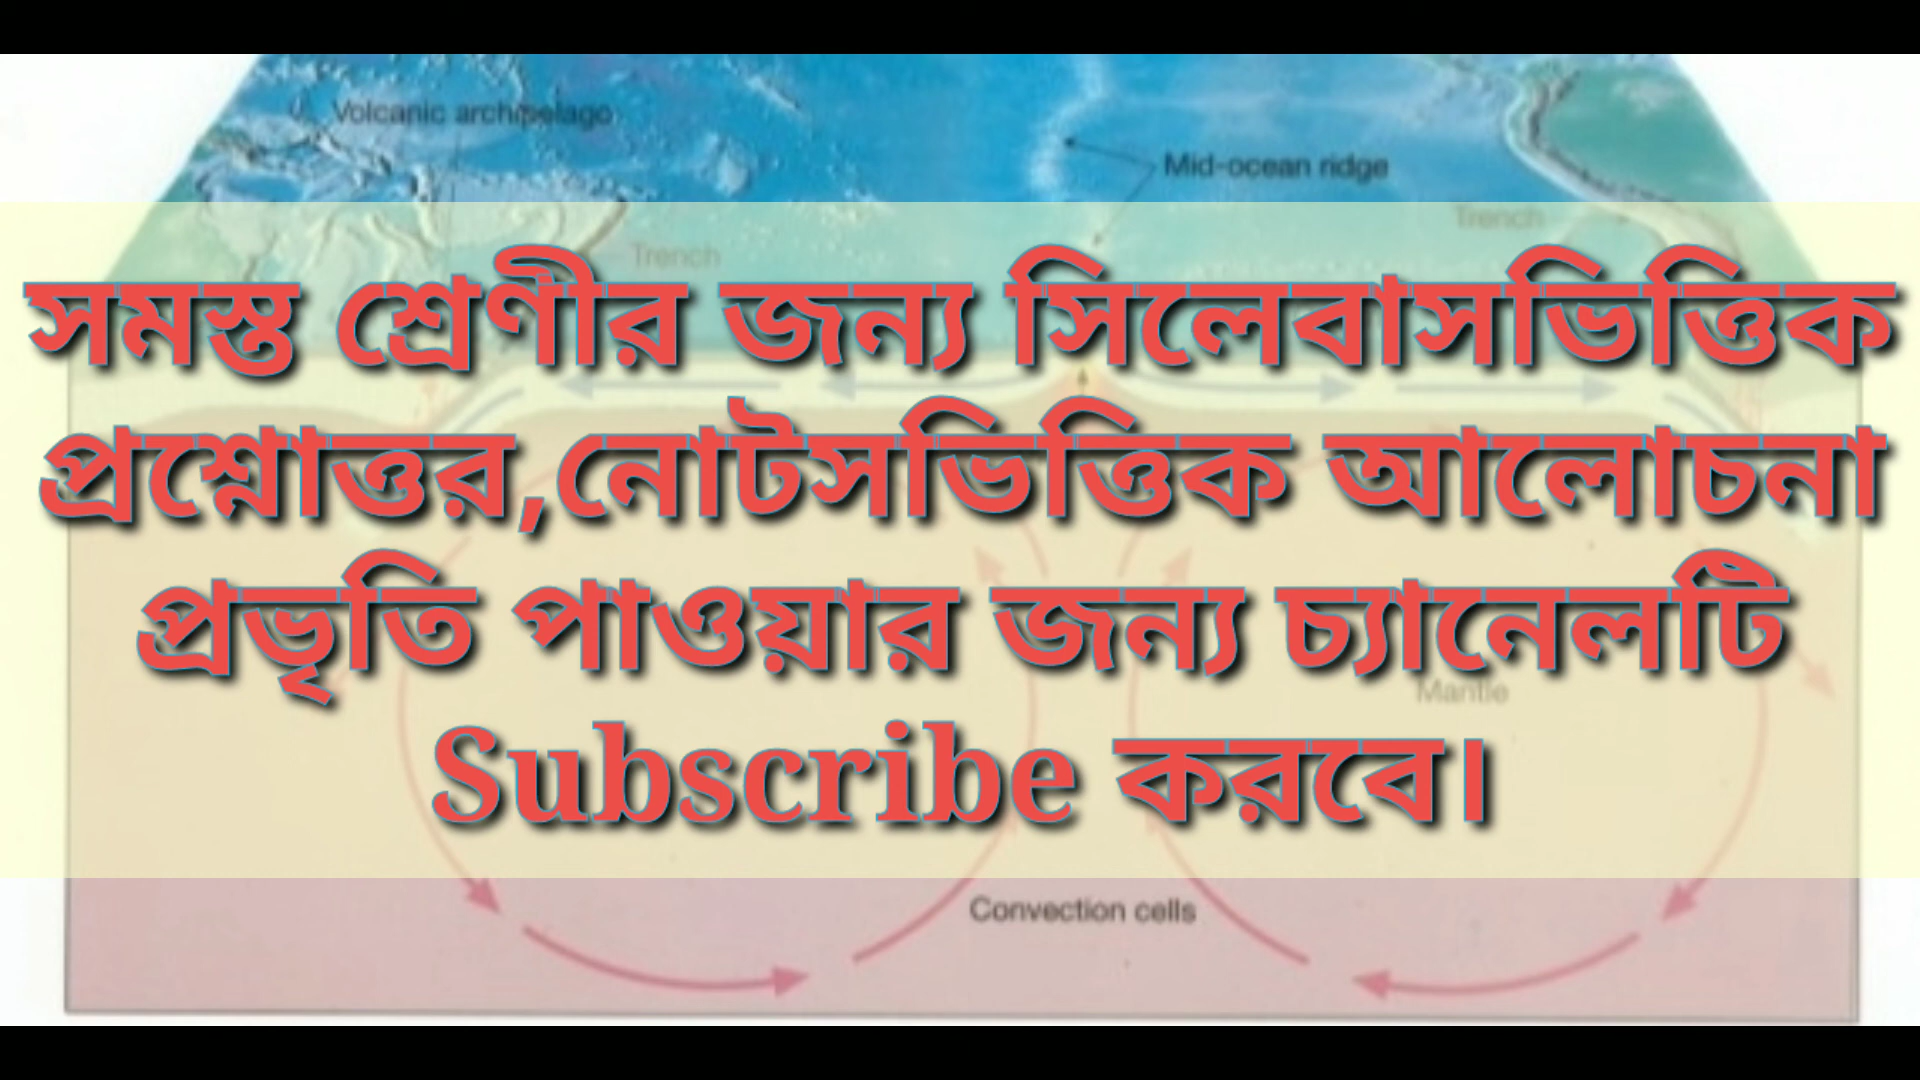 Volcanic archipelago
Mid-ocean ridge
Trench
Trench
সমস্ত শ্রেণীর জন্য সিলেবাসভিত্তিক
প্রশ্নোত্তর,নোটসভিত্তিক আলোচনা
প্রভৃতি পাওয়ার জন্য চ্যানেলটি
Mantle
Subscribe করবে।
Convection cells